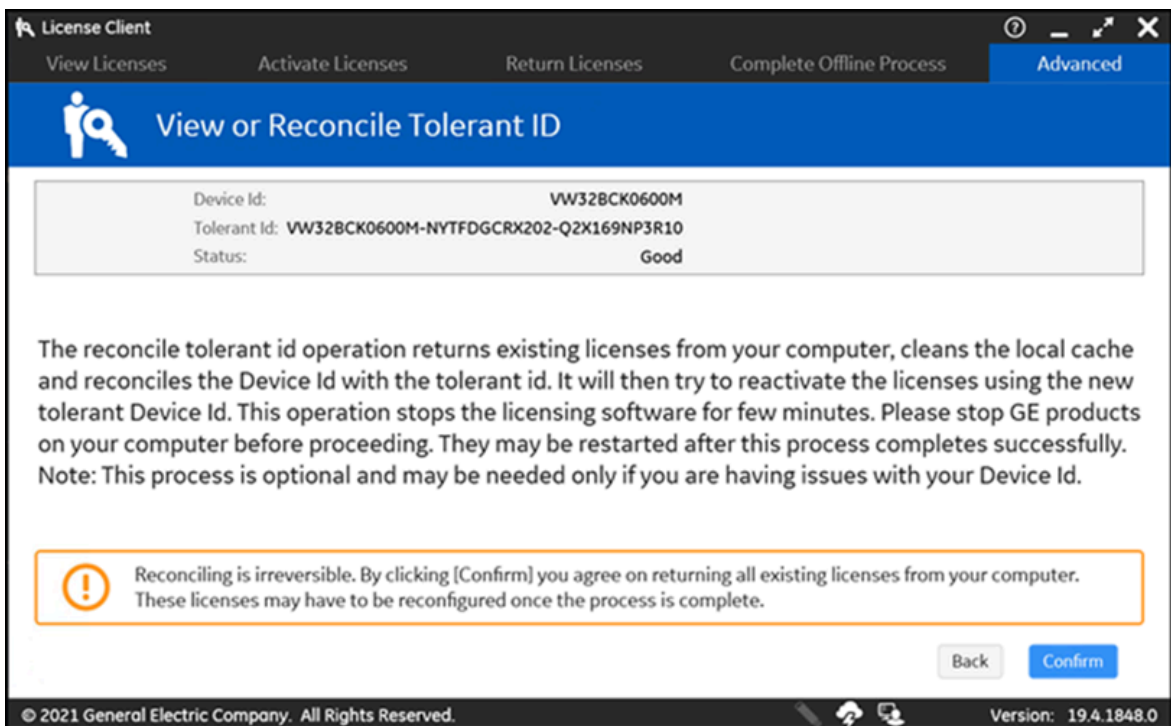 License Client
View Licenses Activate Licenses Return Licenses Complete Offline Process Advanced
View or Reconcile Tolerant ID
Device Id: VW32BCK0600M
Tolerant Id: VW32BCK0600M-NYTFDGCRX202-Q2X169NP3R10
Status: Good
The reconcile tolerant id operation returns existing licenses from your computer, cleans the local cache
and reconciles the Device Id with the tolerant id. It will then try to reactivate the licenses using the new
tolerant Device Id. This operation stops the licensing software for few minutes. Please stop GE products
on your computer before proceeding. They may be restarted after this process completes successfully.
Note: This process is optional and may be needed only if you are having issues with your Device Id.
Reconciling is irreversible. By clicking [Confirm] you agree on returning all existing licenses from your computer.
These licenses may have to be reconfigured once the process is complete.
Back Confirm
© 2021 General Electric Company. All Rights Reserved. Version: 19.4.1848.0